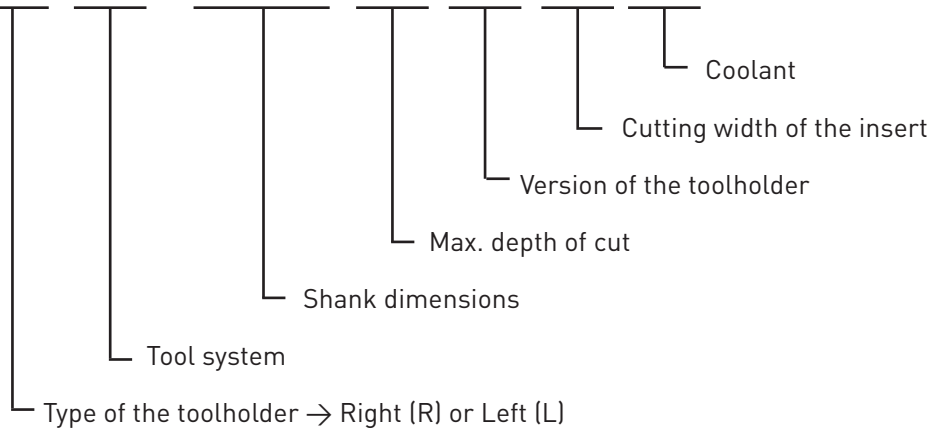 Coolant
Cutting width of the insert
Version of the toolholder
Max. depth of cut
Shank dimensions
Tool system
Type of the toolholder → Right (R) or Left (L)